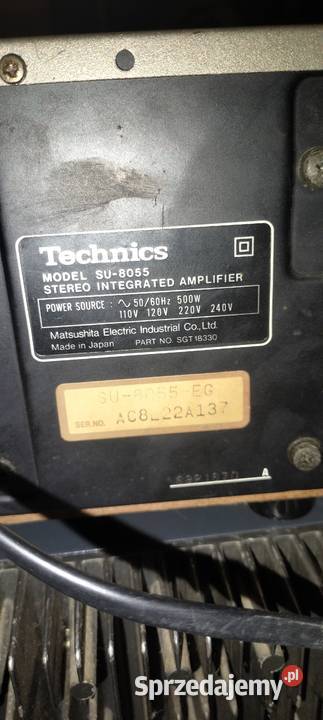 Technics
MODEL SU-8055
STEREO INTEGRATED AMPLIFIER
POWER SOURCE : ∿ 50/60Hz 500W
110V 120V 220V 240V
Matsushita Electric Industrial Co., Ltd.
Made in Japan PART NO. SGT18330
SU-8055 EG
SER.NO. AC8L22A137
A
Sprzedajemy.pl